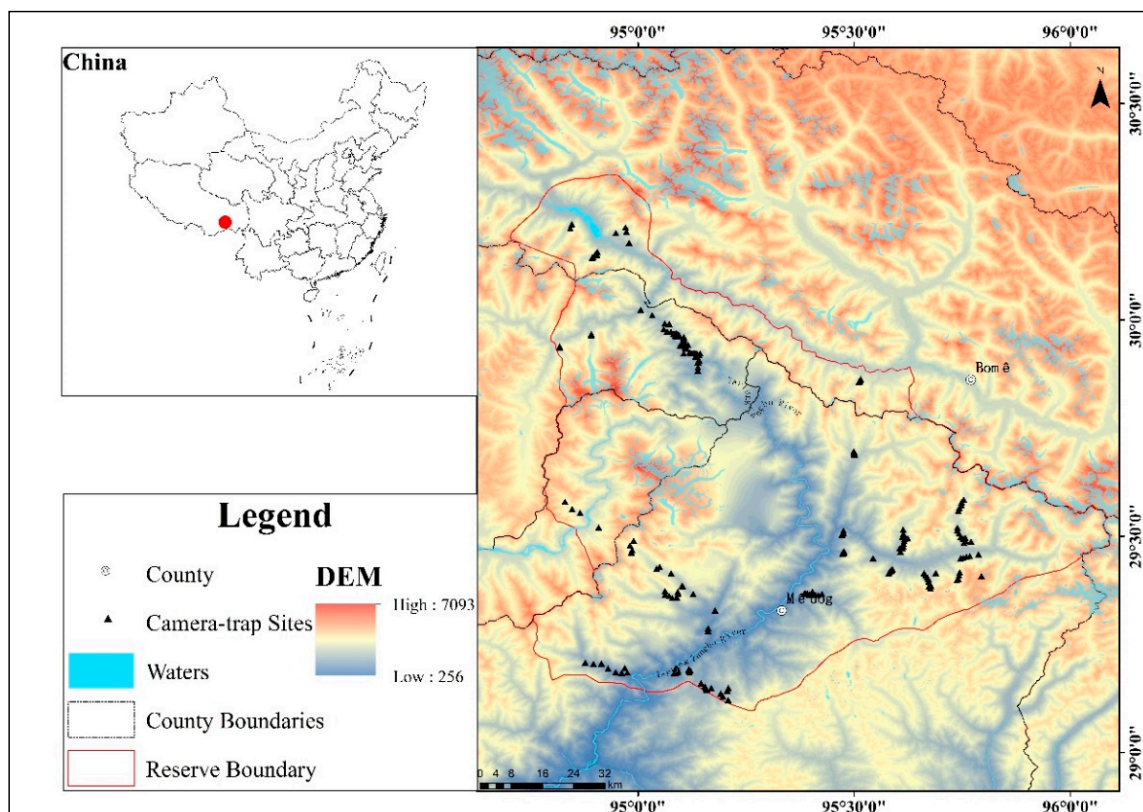 China
95°0'0"
95°30'0"
96°0'0"
30°30'0"
30°0'0"
29°30'0"
29°0'0"
Bomê
River
Mêdog
River
Legend
County
Camera-trap Sites
Waters
County Boundaries
Reserve Boundary
DEM
High : 7093
Low : 256
0 4 8 16 24 32
km
95°0'0"
95°30'0"
96°0'0"